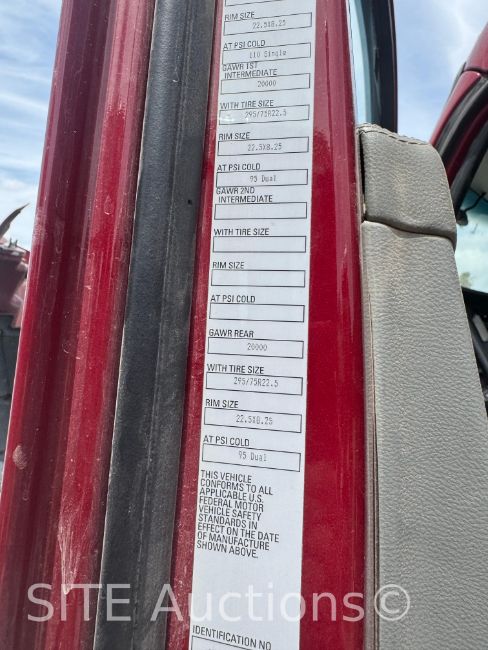 RIM SIZE
22.5X8.25
AT PSI COLD
110 Single
GAWR 1ST
INTERMEDIATE
20000
WITH TIRE SIZE
295/75R22.5
RIM SIZE
22.5X8.25
AT PSI COLD
95 Dual
GAWR 2ND
INTERMEDIATE
WITH TIRE SIZE
RIM SIZE
AT PSI COLD
GAWR REAR
20000
WITH TIRE SIZE
295/75R22.5
RIM SIZE
22.5X8.25
AT PSI COLD
95 Dual
THIS VEHICLE
CONFORMS TO ALL
APPLICABLE U.S.
FEDERAL MOTOR
VEHICLE SAFETY
STANDARDS IN
EFFECT ON THE DATE
OF MANUFACTURE
SHOWN ABOVE.
SITE Auctions©
IDENTIFICATION NO